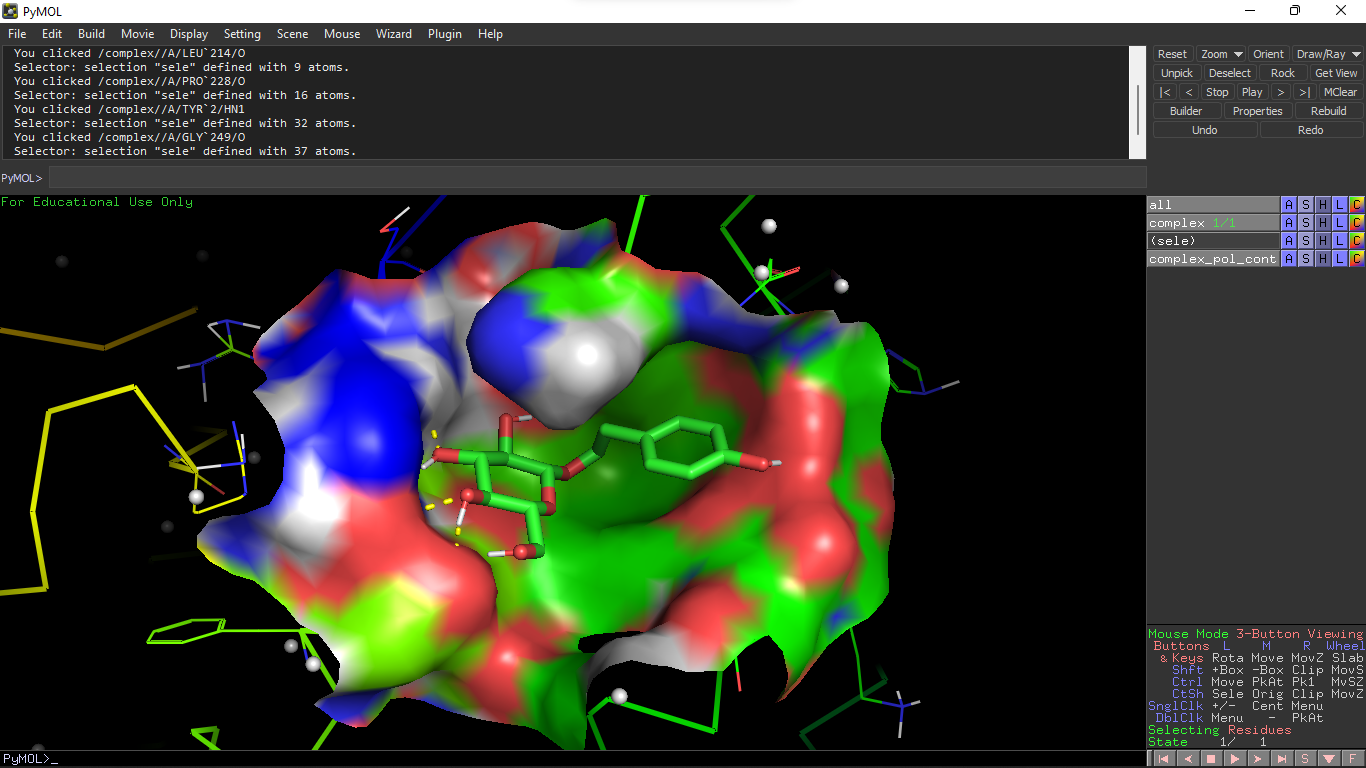 PyMOL
File Edit Build Movie Display Setting Scene Mouse Wizard Plugin Help
You clicked /complex//A/LEU`214/O
Selector: selection "sele" defined with 9 atoms.
You clicked /complex//A/PRO`228/O
Selector: selection "sele" defined with 16 atoms.
You clicked /complex//A/TYR`2/HN1
Selector: selection "sele" defined with 32 atoms.
You clicked /complex//A/GLY`249/O
Selector: selection "sele" defined with 37 atoms.
PyMOL>
Reset Zoom Orient Draw/Ray
Unpick Deselect Rock Get View
|< < Stop Play > >| MClear
Builder Properties Rebuild
Undo Redo
For Educational Use Only
all A S H L C
complex 1/1 A S H L C
(sele) A S H L C
complex_pol_cont A S H L C
Mouse Mode 3-Button Viewing
Buttons L M R Wheel
& Keys Rota Move MovZ Slab
Shft +Box -Box Clip MovS
Ctrl Move PkAt Pk1 MvSZ
CtSh Sele Orig Clip MovZ
SnglClk +/- Cent Menu
DblClk Menu - PkAt
Selecting Residues
State 1/ 1
PyMOL>_
S F